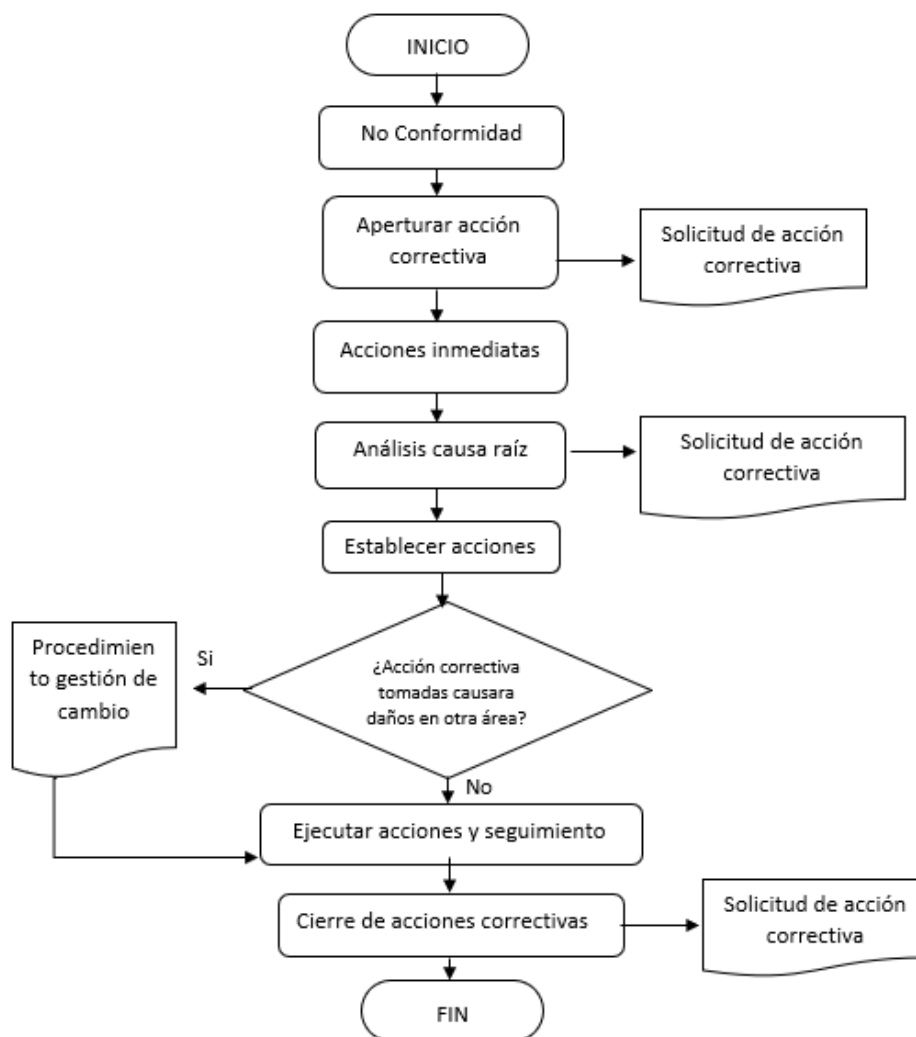 INICIO
No Conformidad
Aperturar acción
correctiva
Solicitud de acción
correctiva
Acciones inmediatas
Análisis causa raíz
Solicitud de acción
correctiva
Establecer acciones
Procedimien
to gestión de
cambio
Si
¿Acción correctiva
tomadas causara
daños en otra área?
No
Ejecutar acciones y seguimiento
Cierre de acciones correctivas
Solicitud de acción
correctiva
FIN